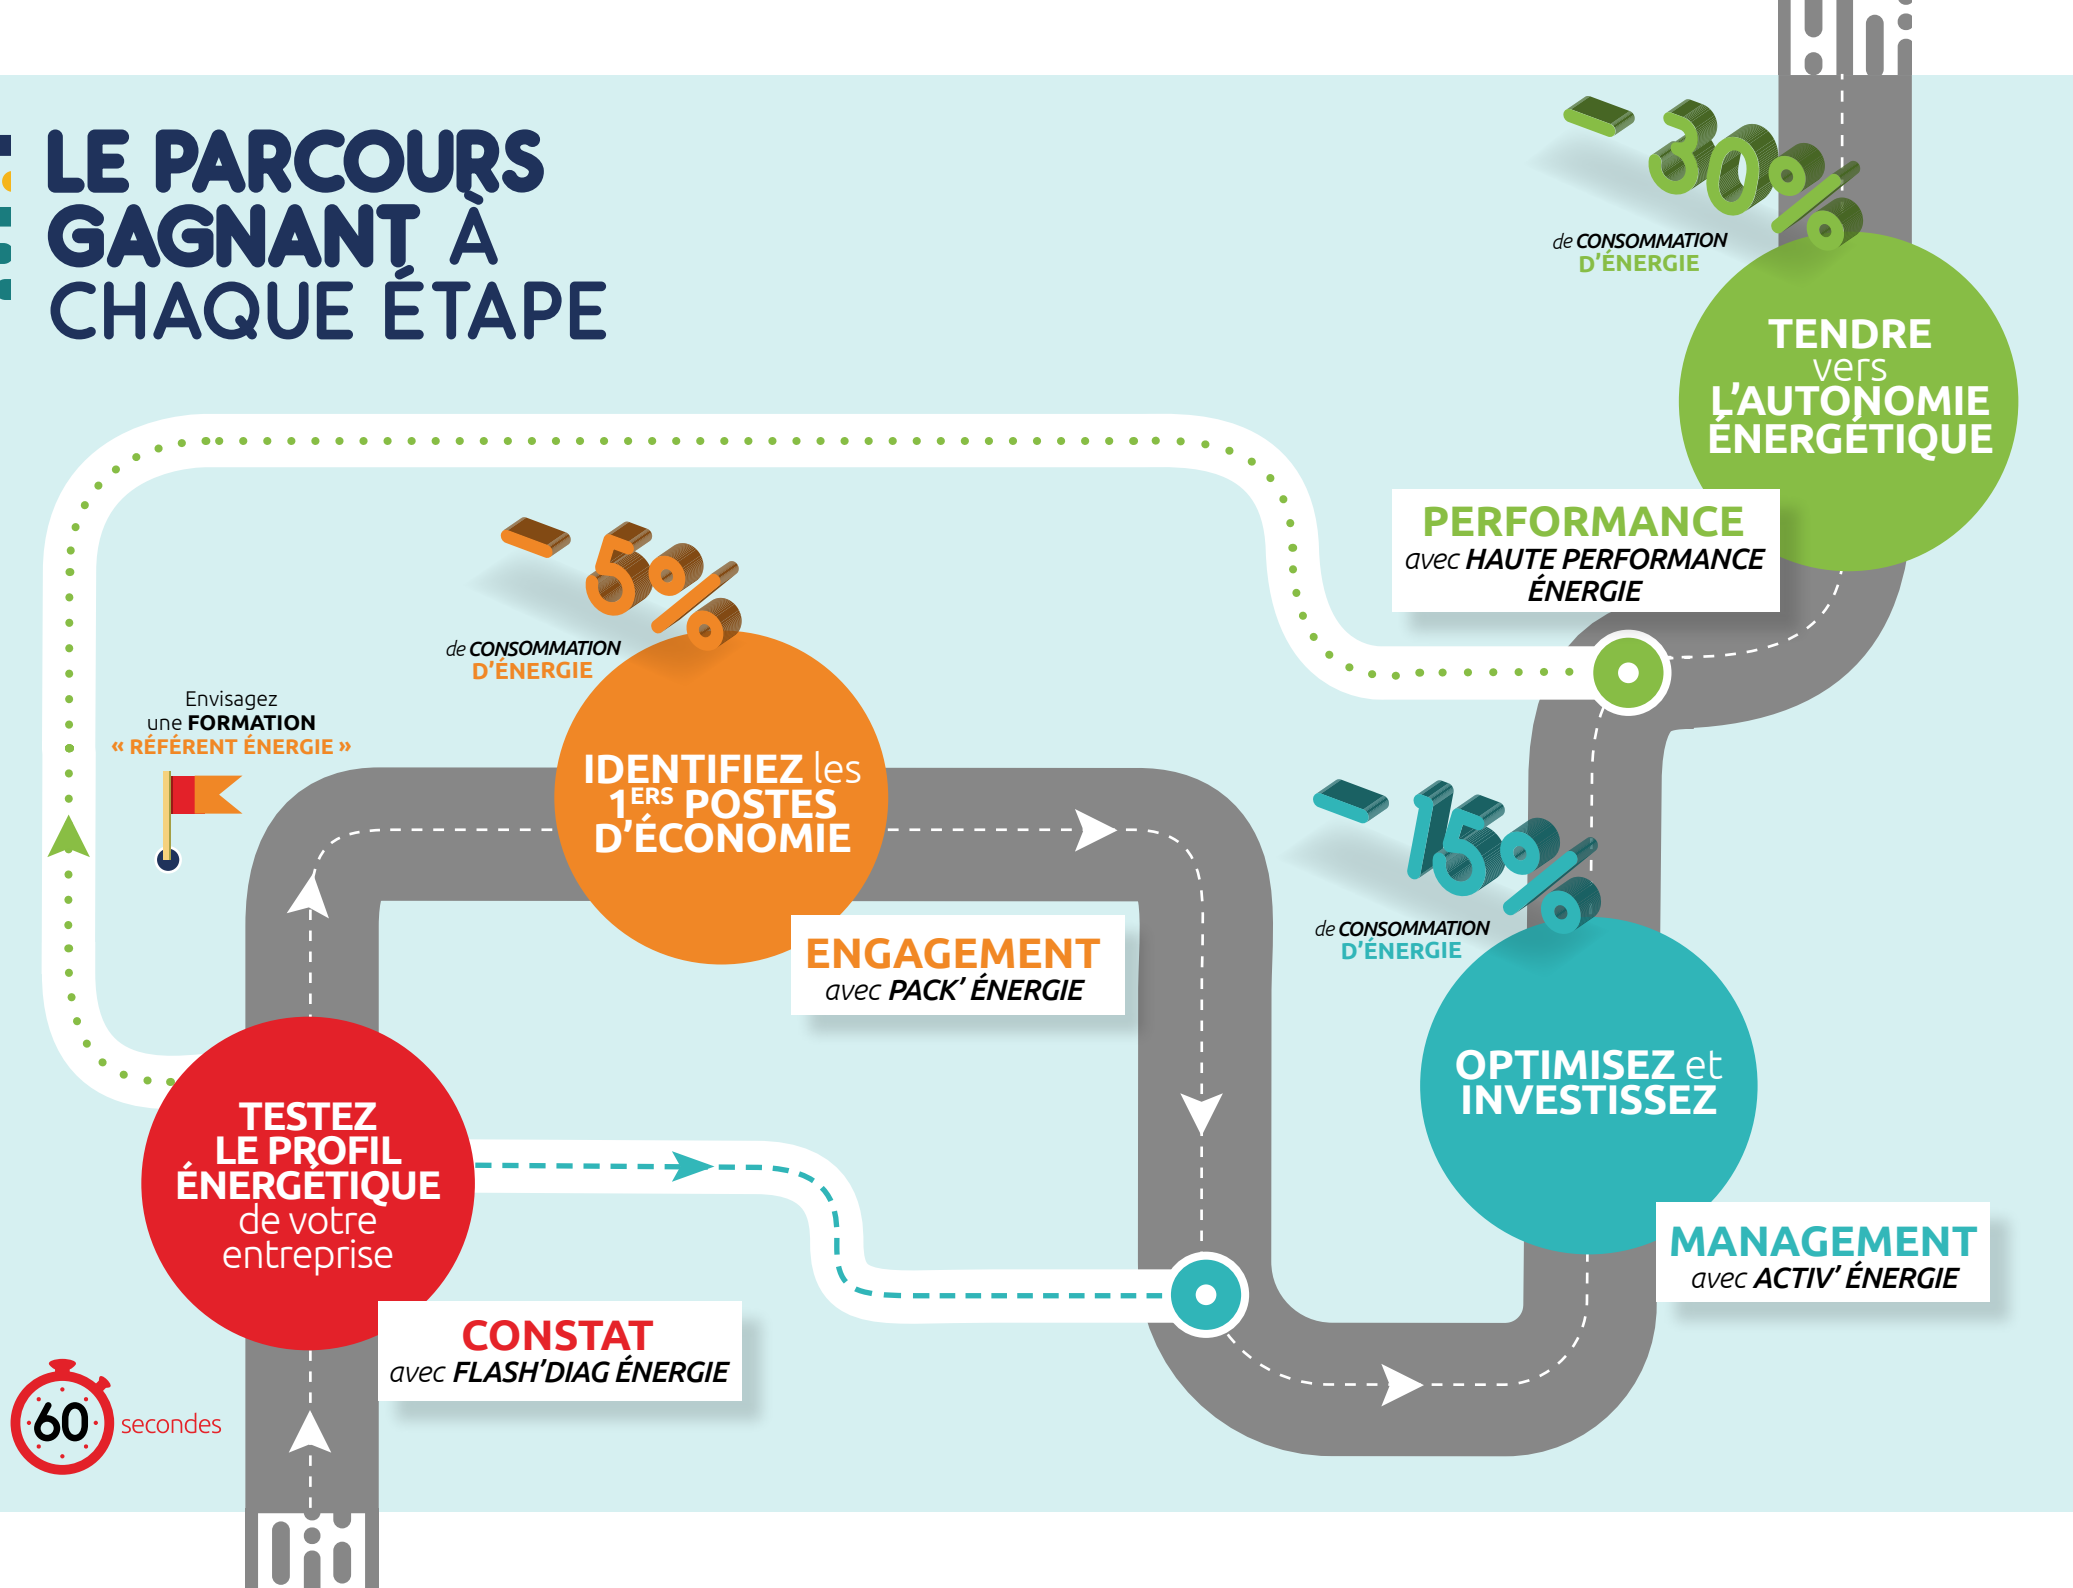 LE PARCOURS
GAGNANT À
CHAQUE ÉTAPE
- 30%
de CONSOMMATION
D'ÉNERGIE
TENDRE
vers
L'AUTONOMIE
ÉNERGÉTIQUE
PERFORMANCE
avec HAUTE PERFORMANCE
ÉNERGIE
- 5%
de CONSOMMATION
D'ÉNERGIE
IDENTIFIEZ les
1ERS POSTES
D'ÉCONOMIE
ENGAGEMENT
avec PACK' ÉNERGIE
Envisagez
une FORMATION
« RÉFÉRENT ÉNERGIE »
- 15%
de CONSOMMATION
D'ÉNERGIE
OPTIMISEZ et
INVESTISSEZ
MANAGEMENT
avec ACTIV' ÉNERGIE
TESTEZ
LE PROFIL
ÉNERGÉTIQUE
de votre
entreprise
CONSTAT
avec FLASH'DIAG ÉNERGIE
60 secondes